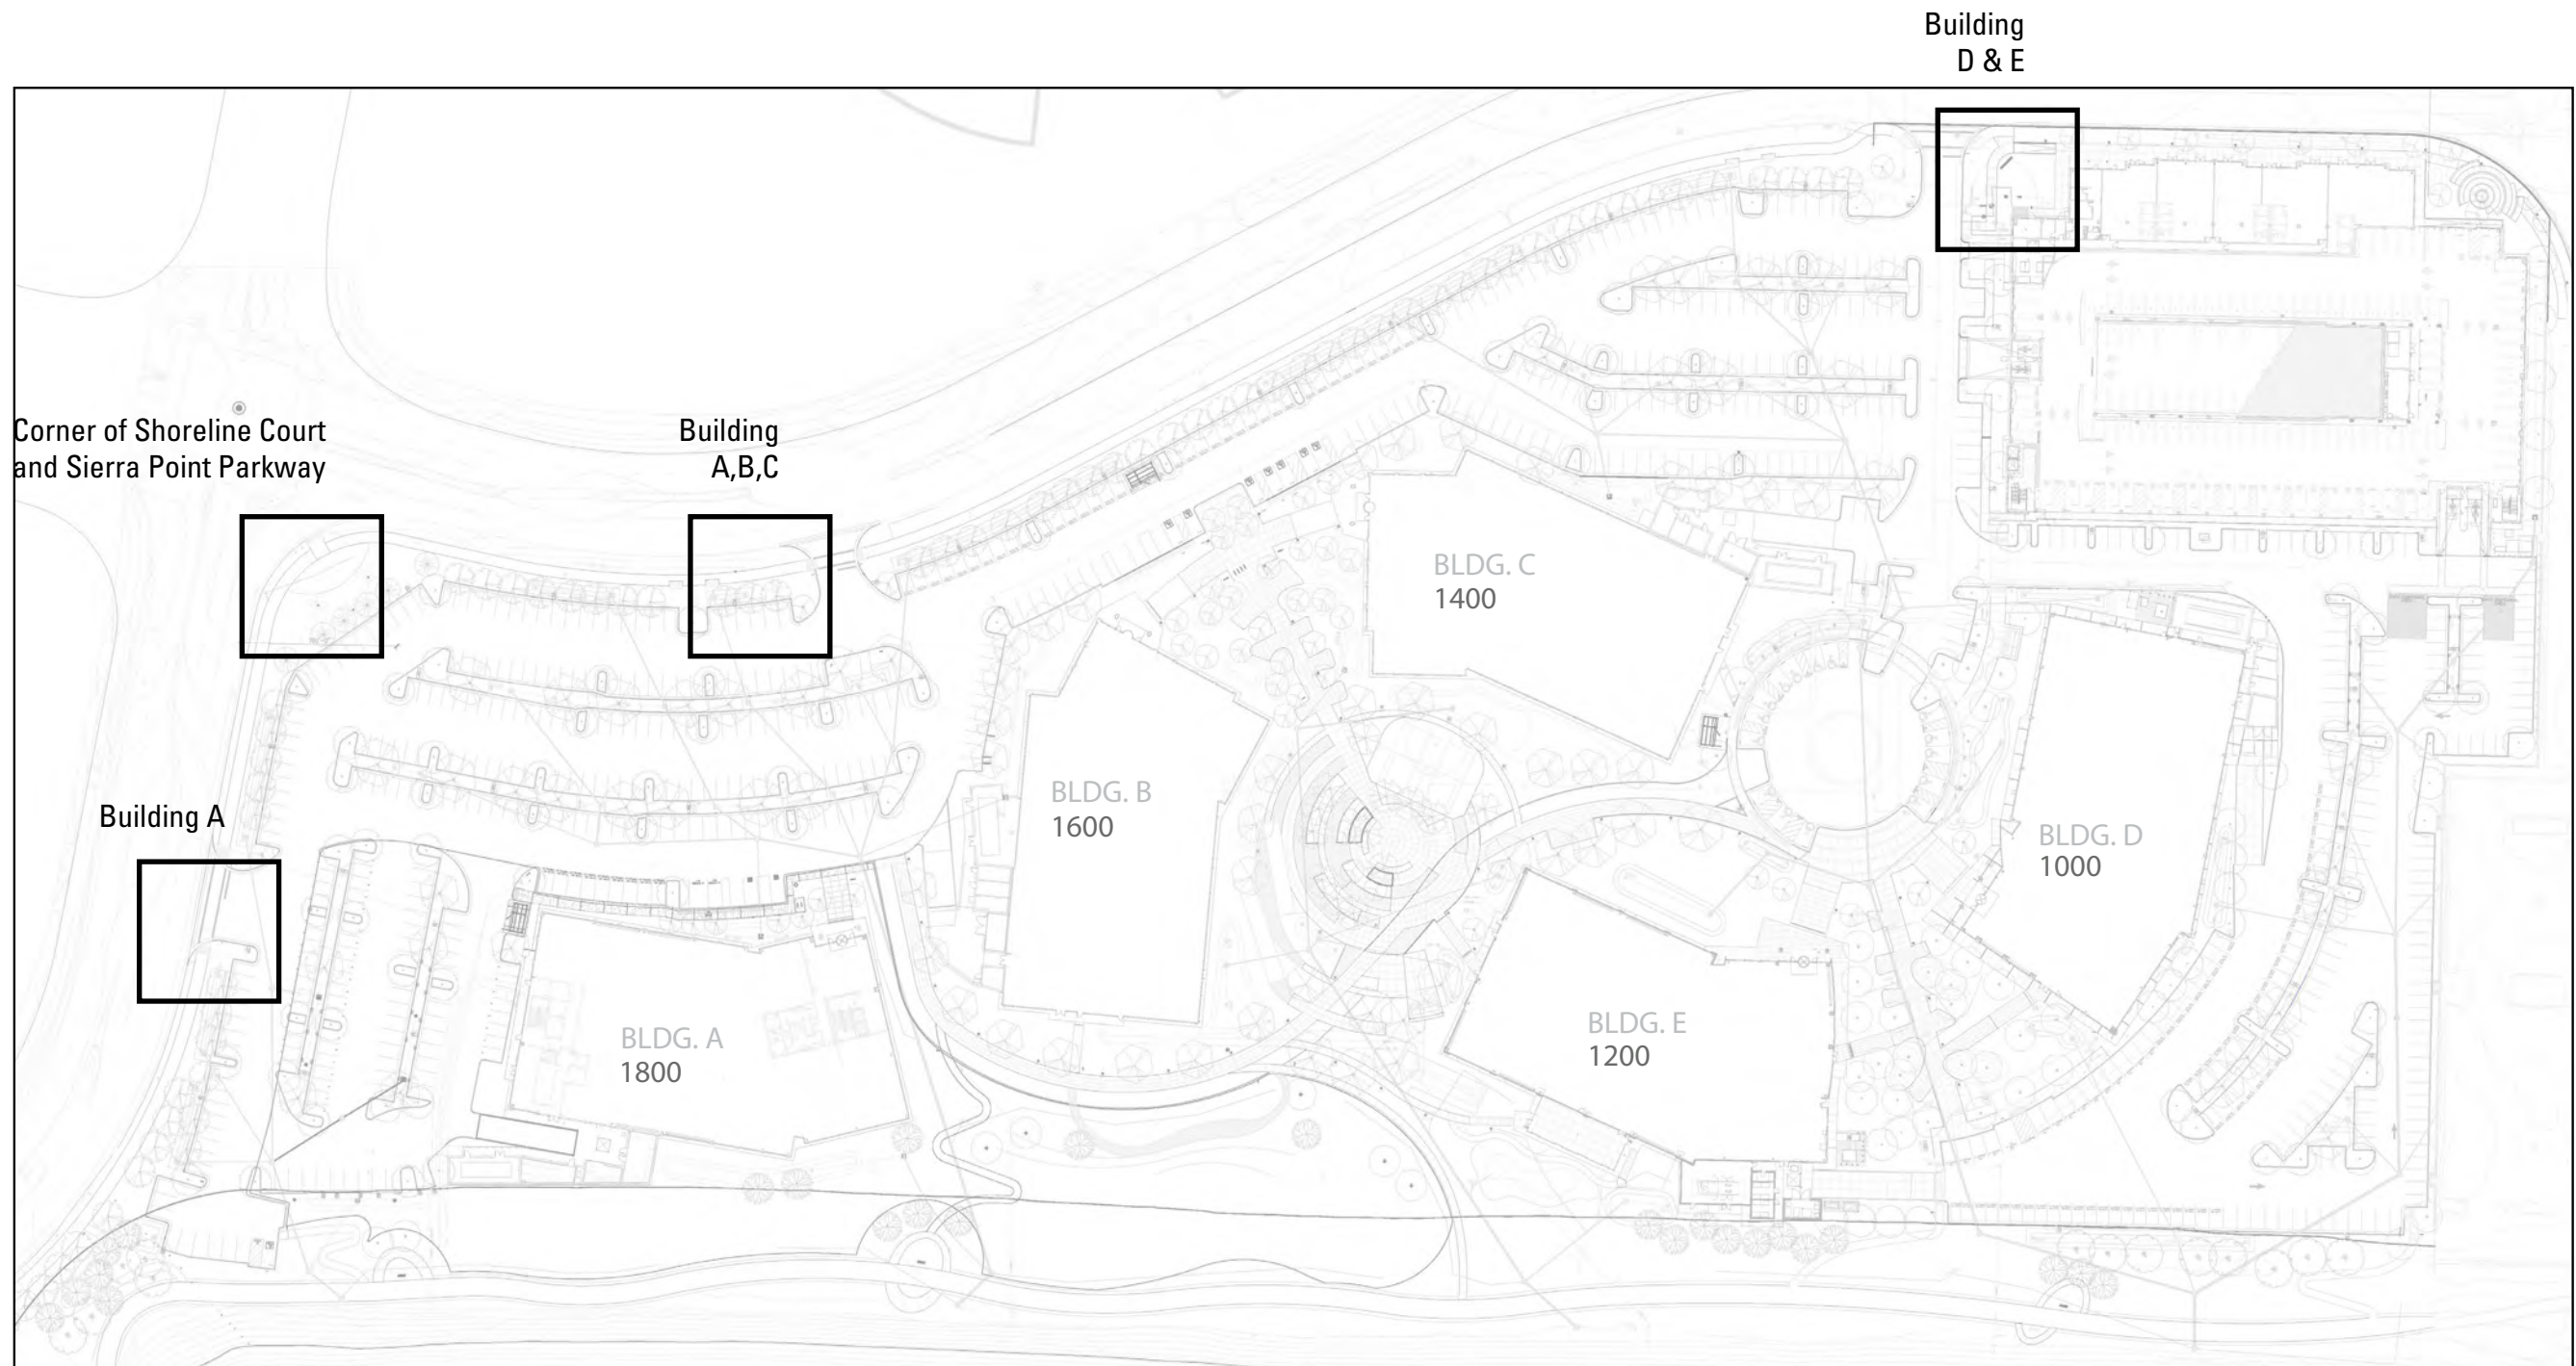 Building
D & E
Corner of Shoreline Court
and Sierra Point Parkway
Building
A,B,C
Building A
BLDG. C
1400
BLDG. B
1600
BLDG. D
1000
BLDG. A
1800
BLDG. E
1200